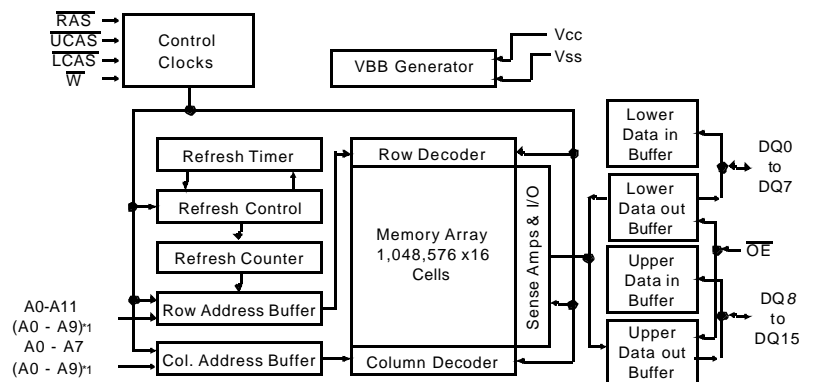 RAS
UCAS
LCAS
W
Control
Clocks
VBB Generator
Vcc
Vss
Refresh Timer
Refresh Control
Refresh Counter
Row Address Buffer
Col. Address Buffer
A0-A11
(A0 - A9)*1
A0 - A7
(A0 - A9)*1
Row Decoder
Memory Array
1,048,576 x16
Cells
Column Decoder
Sense Amps & I/O
Lower
Data in
Buffer
Lower
Data out
Buffer
Upper
Data in
Buffer
Upper
Data out
Buffer
DQ0
to
DQ7
OE
DQ8
to
DQ15